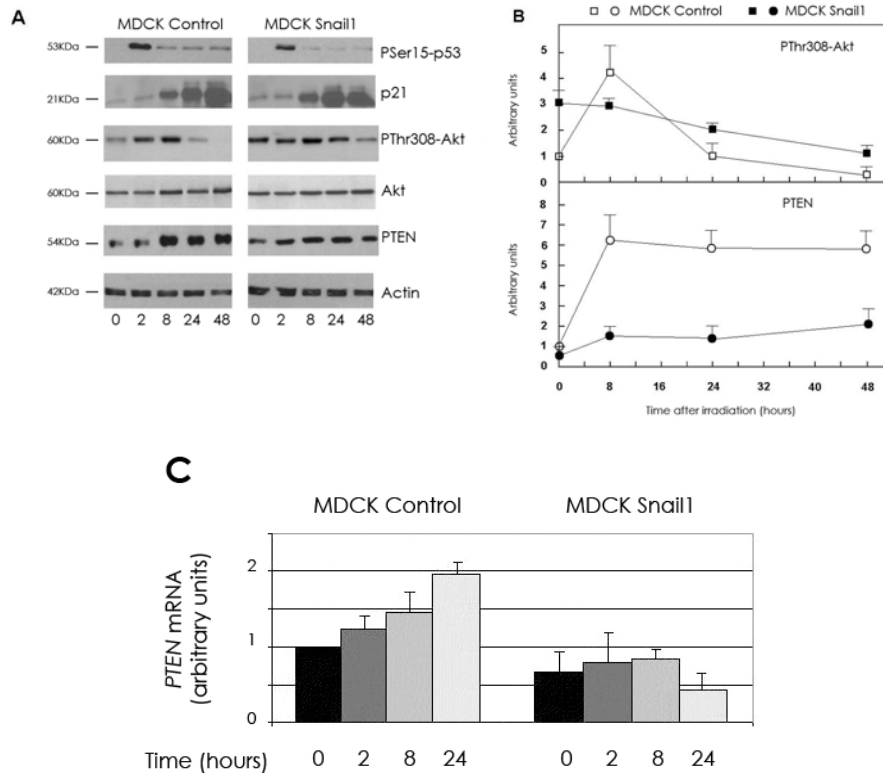 A
MDCK Control MDCK Snail1
53KDa PSer15-p53
21KDa p21
60KDa PThr308-Akt
60KDa Akt
54KDa PTEN
42KDa Actin
0 2 8 24 48 0 2 8 24 48
B
MDCK Control MDCK Snail1
PThr308-Akt
Arbitrary units
5
4
3
2
1
0
PTEN
Arbitrary units
8
7
6
5
4
3
2
1
0
0 8 16 24 32 40 48
Time after irradiation (hours)
C
MDCK Control MDCK Snail1
PTEN mRNA
(arbitrary units)
2
1
0
Time (hours) 0 2 8 24 0 2 8 24